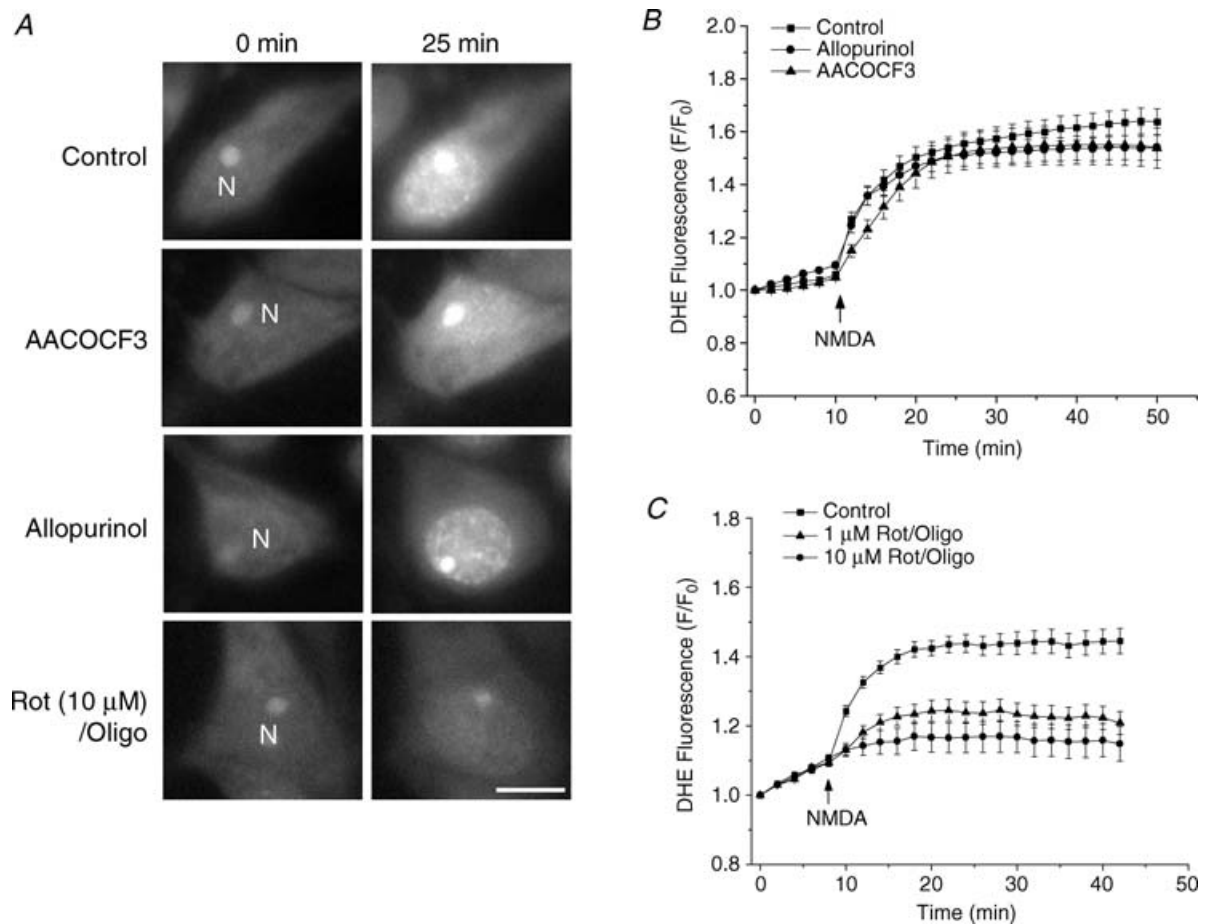 A
0 min 25 min
Control
N
AACOCF3
N
Allopurinol
N
Rot (10 μM)
/Oligo
N
B
Control
Allopurinol
AACOCF3
DHE Fluorescence (F/F0)
2.0
1.8
1.6
1.4
1.2
1.0
0.8
0.6
NMDA
0 10 20 30 40 50
Time (min)
C
Control
1 μM Rot/Oligo
10 μM Rot/Oligo
DHE Fluorescence (F/F0)
1.8
1.6
1.4
1.2
1.0
0.8
NMDA
0 10 20 30 40 50
Time (min)